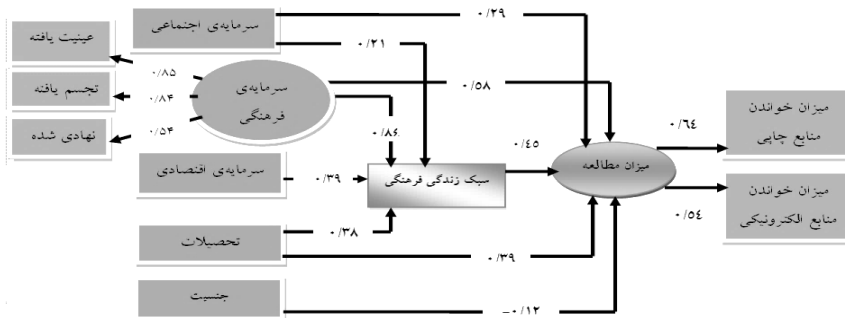 سرمایه‌ی اجتماعی
۰/۲۹
عینیت یافته
۰/۲۱
۰/۸۵
سرمایه‌ی
فرهنگی
۰/۵۸
تجسم یافته
۰/۸۴
نهادی شده
۰/۵۴
۰/۸۶
میزان خواندن
منابع چاپی
۰/۶۴
۰/۴۵
میزان مطالعه
سرمایه‌ی اقتصادی
۰/۳۹
سبک زندگی فرهنگی
میزان خواندن
منابع الکترونیکی
۰/۵۴
تحصیلات
۰/۳۸
۰/۳۹
جنسیت
-۰/۱۲